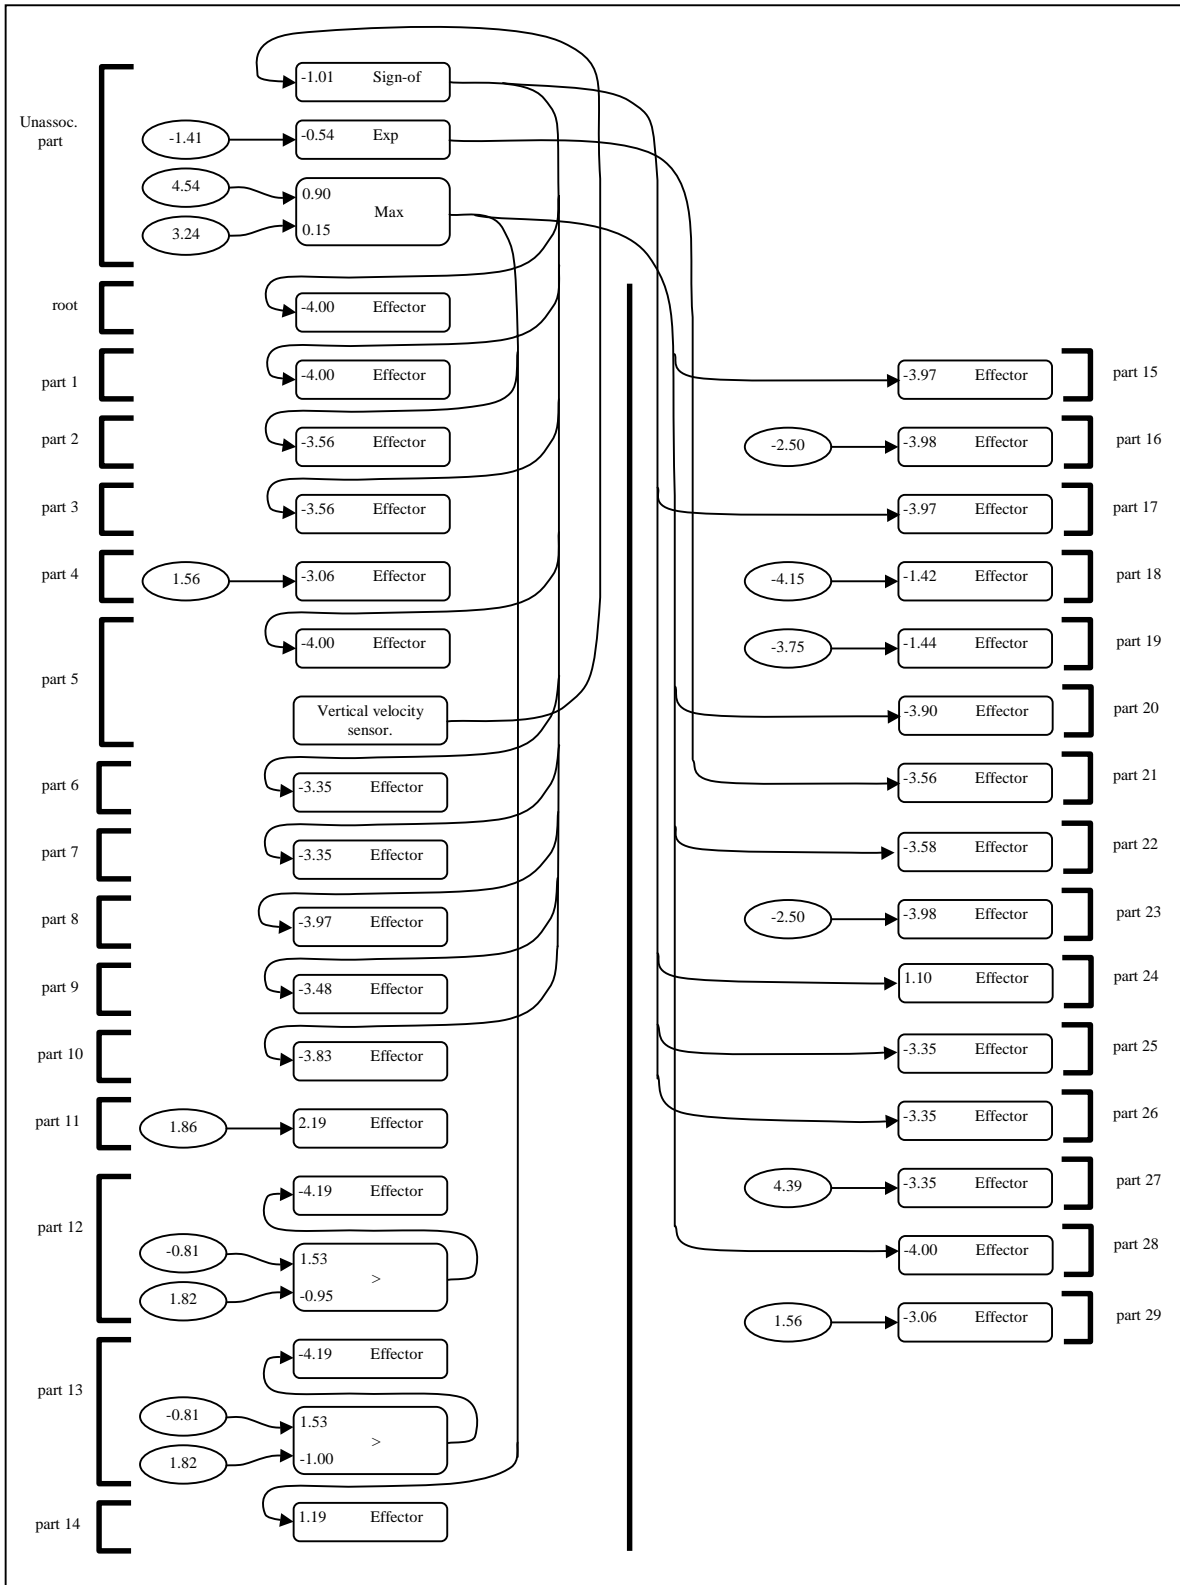 -1.01 Sign-of
Unassoc.
part
-1.41 -0.54 Exp
4.54 0.90
Max
3.24 0.15
root -4.00 Effector
part 1 -4.00 Effector
part 2 -3.56 Effector
part 3 -3.56 Effector
part 4 1.56 -3.06 Effector
-4.00 Effector
part 5
Vertical velocity
sensor.
part 6 -3.35 Effector
part 7 -3.35 Effector
part 8 -3.97 Effector
part 9 -3.48 Effector
part 10 -3.83 Effector
part 11 1.86 2.19 Effector
-4.19 Effector
part 12
-0.81 1.53
>
1.82 -0.95
-4.19 Effector
part 13
-0.81 1.53
>
1.82 -1.00
part 14 1.19 Effector
-3.97 Effector part 15
-2.50 -3.98 Effector part 16
-3.97 Effector part 17
-4.15 -1.42 Effector part 18
-3.75 -1.44 Effector part 19
-3.90 Effector part 20
-3.56 Effector part 21
-3.58 Effector part 22
-2.50 -3.98 Effector part 23
1.10 Effector part 24
-3.35 Effector part 25
-3.35 Effector part 26
4.39 -3.35 Effector part 27
-4.00 Effector part 28
1.56 -3.06 Effector part 29